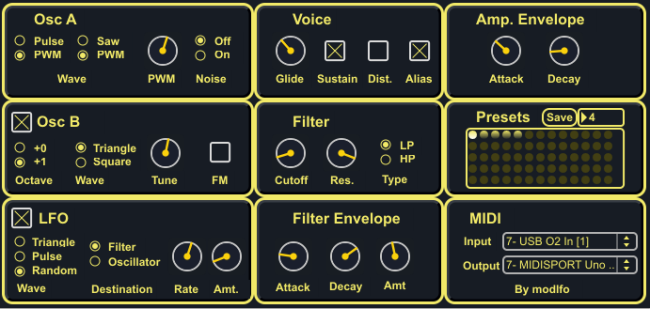 Osc A
Pulse Saw Off
PWM PWM On
Wave PWM Noise
Voice
Glide Sustain Dist. Alias
Amp. Envelope
Attack Decay
Osc B
+0 Triangle
+1 Square
Octave Wave Tune FM
Filter
LP
HP
Cutoff Res. Type
Presets Save 4
LFO
Triangle Filter
Pulse Oscillator
Random
Wave Destination Rate Amt.
Filter Envelope
Attack Decay Amt
MIDI
Input 7- USB O2 In [1]
Output 7- MIDISPORT Uno ..
By modlfo